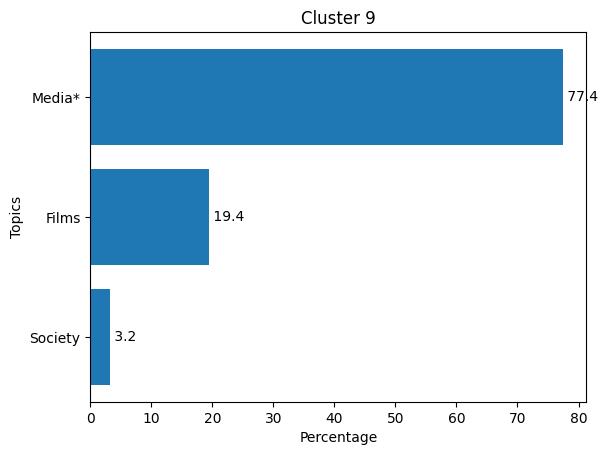 Cluster 9
Media*
77.4
Films
19.4
Society
3.2
Topics
0 10 20 30 40 50 60 70 80
Percentage